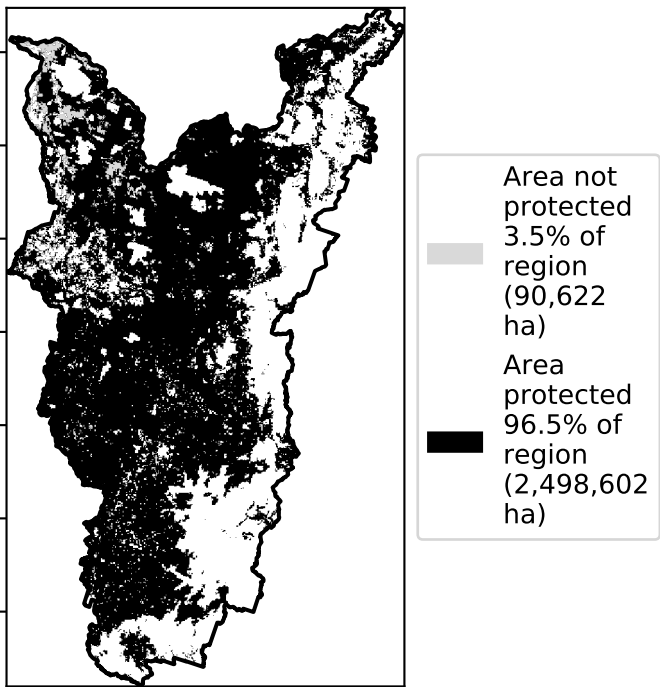 Area not
protected
3.5% of
region
(90,622
ha)
Area
protected
96.5% of
region
(2,498,602
ha)